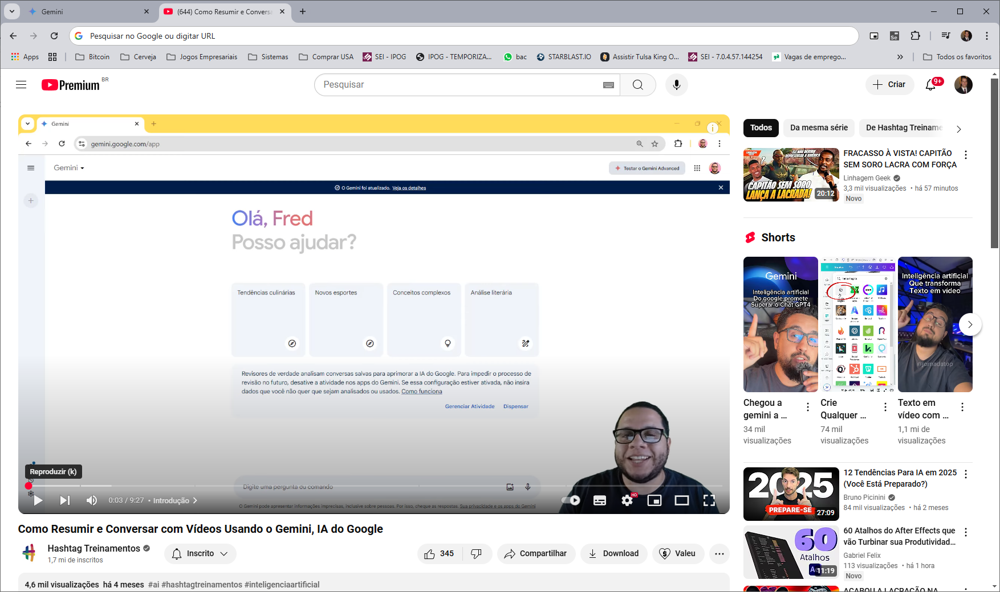 Gemini
(644) Como Resumir e Conversa
Pesquisar no Google ou digitar URL
Apps
Bitcoin
Cerveja
Jogos Empresariais
Sistemas
Comprar USA
SEI - IPOG
IPOG - TEMPORIZA...
bac
STARBLAST.IO
Assistir Tulsa King O...
SEI - 7.0.4.57.144254
Vagas de emprego...
Todos os favoritos
Premium BR
Pesquisar
Criar
9+
Gemini
gemini.google.com/app
Gemini
Testar o Gemini Advanced
O Gemini foi atualizado. Veja os detalhes
Olá, Fred
Posso ajudar?
Tendências culinárias
Novos esportes
Conceitos complexos
Análise literária
Revisores de verdade analisam conversas salvas para aprimorar a IA do Google. Para impedir o processo de
revisão no futuro, desative a atividade nos apps do Gemini. Se essa configuração estiver ativada, não insira
dados que você não quer que sejam analisados ou usados. Como funciona
Gerenciar Atividade
Dispensar
Reproduzir (k)
Digite uma pergunta ou comando
0:03 / 9:27 • Introdução
HD
O Gemini pode apresentar informações imprecisas, inclusive sobre pessoas. Por isso, cheque as respostas. Sua privacidade e os apps do Gemini
Como Resumir e Conversar com Vídeos Usando o Gemini, IA do Google
Hashtag Treinamentos
1,7 mi de inscritos
Inscrito
345
Compartilhar
Download
Valeu
4,6 mil visualizações há 4 meses #ai #hashtagtreinamentos #inteligenciaartificial
Todos
Da mesma série
De Hashtag Treiname
ELE NÃO DEVERIA
REPRESENTAR A AMÉRICA
CAPITÃO SEM SORO
LANÇA A LACRADA!
20:12
FRACASSO À VISTA! CAPITÃO
SEM SORO LACRA COM FORÇA
Linhagem Geek
3,3 mil visualizações • há 57 minutos
Novo
Shorts
Gemini
Inteligência artificial
Do google promete
Superar o Chat GPT4
Inteligência artificial
Que transforma
Texto em vídeo
@jornadatop
Chegou a
gemini a ...
34 mil
visualizações
Crie
Qualquer ...
74 mil
visualizações
Texto em
vídeo com ...
1,1 mi de
visualizações
2025
PREPARE-SE
27:09
12 Tendências Para IA em 2025
(Você Está Preparado?)
Bruno Picinini
84 mil visualizações • há 2 meses
60
Atalhos
Ae
11:19
60 Atalhos do After Effects que
vão Turbinar sua Produtividad...
Gabriel Felix
113 visualizações • há 1 hora
Novo
ACABOU A LACRAÇÃO NA